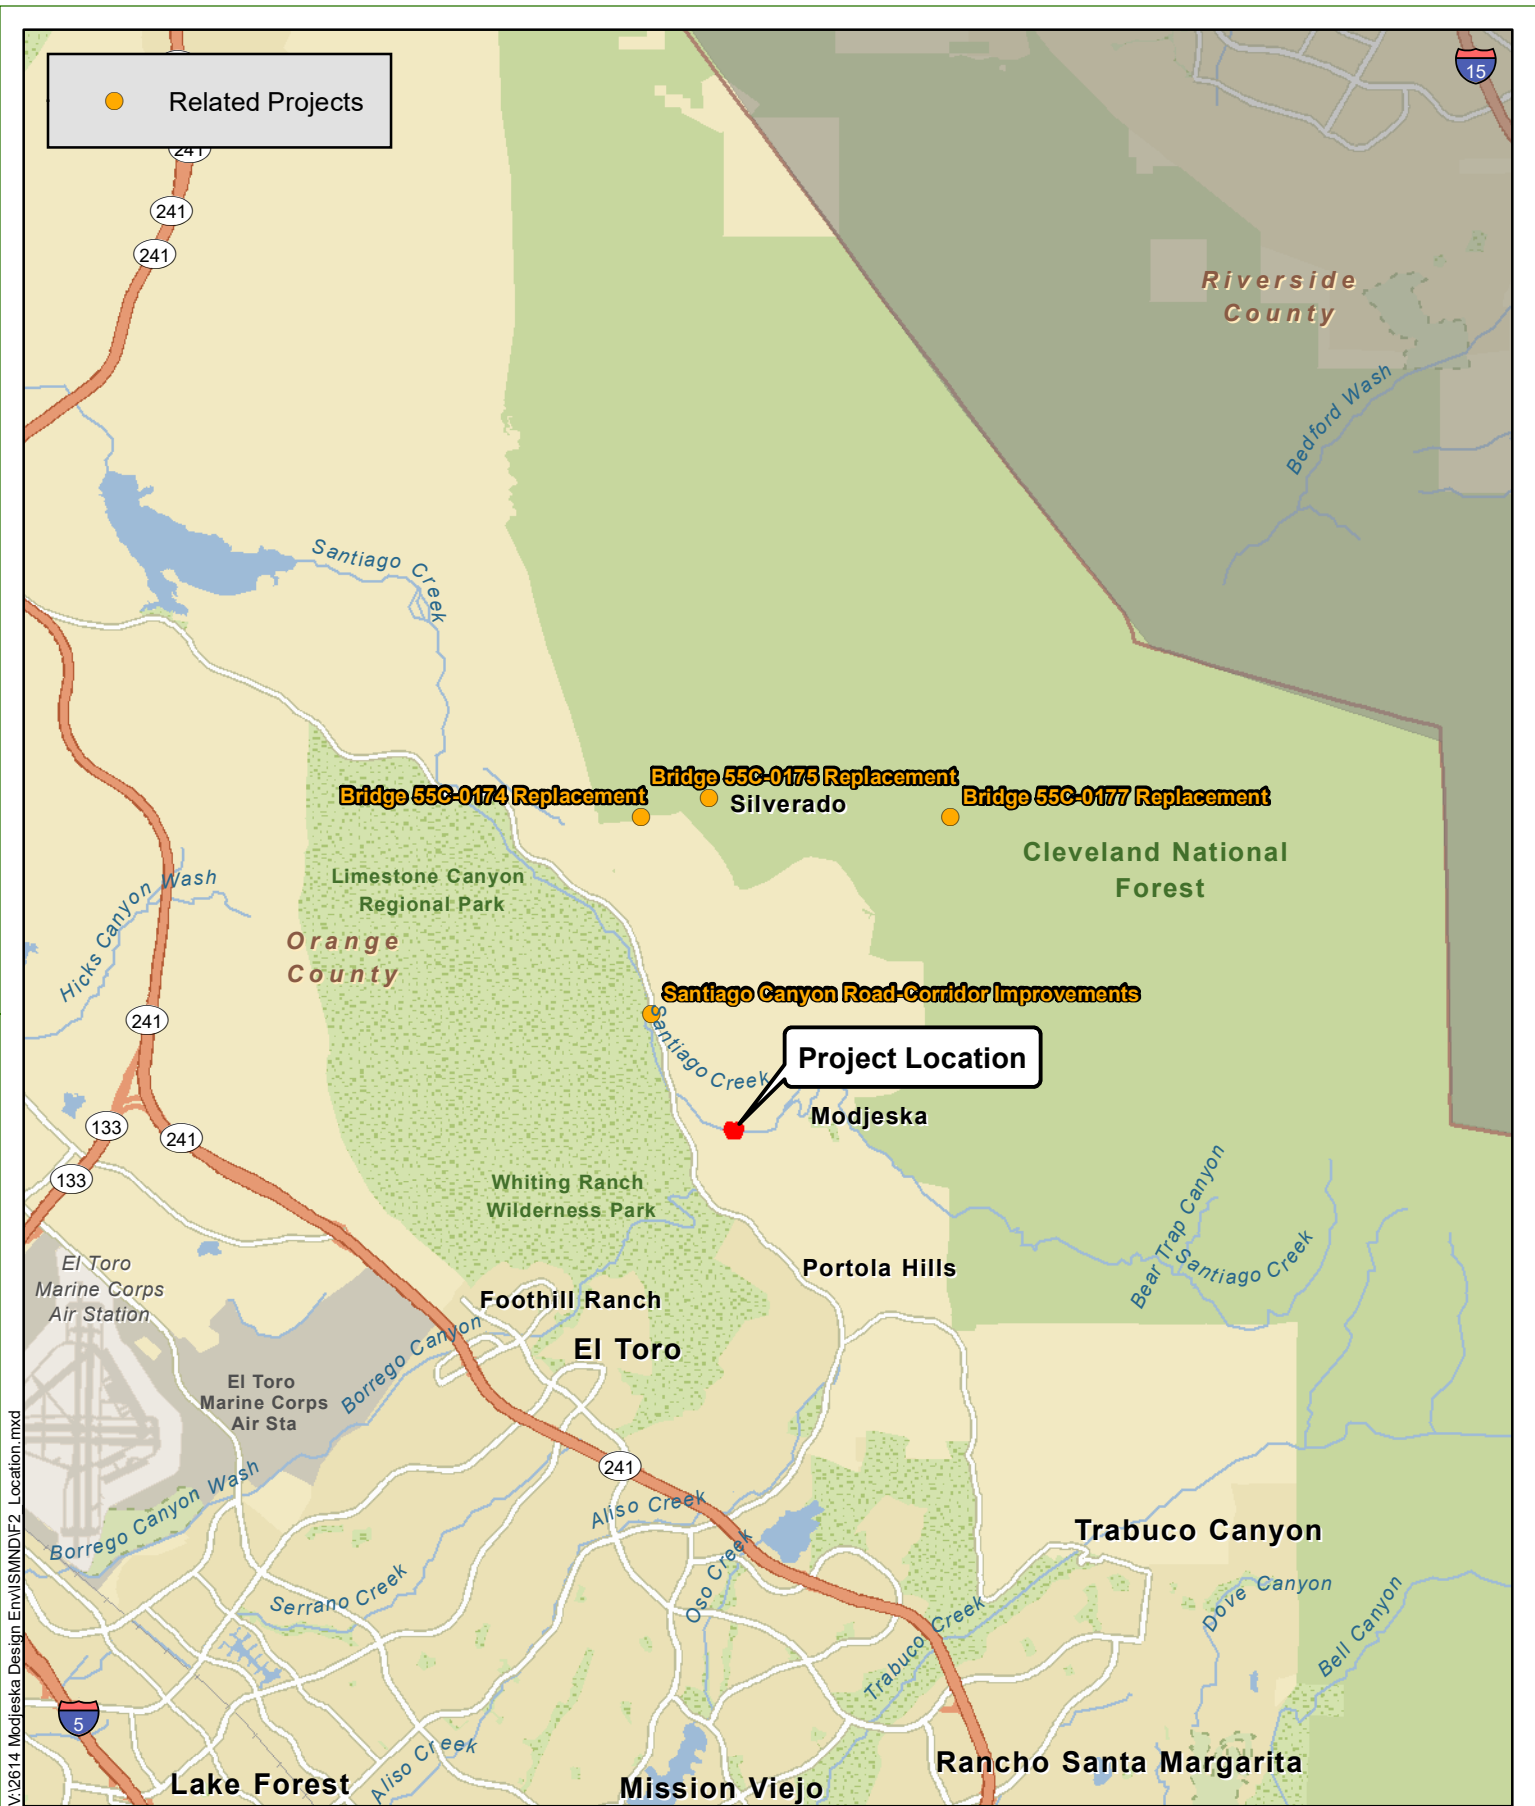 Related Projects
15
241
241
241
Riverside
County
Bedford Wash
Santiago Creek
Bridge 55C-0175 Replacement
Bridge 55C-0174 Replacement
Silverado
Bridge 55C-0177 Replacement
Cleveland National
Forest
Limestone Canyon
Regional Park
Hicks Canyon Wash
Orange
County
Santiago Canyon Road-Corridor Improvements
241
Santiago Creek
Project Location
Modjeska
133
241
133
Whiting Ranch
Wilderness Park
Bear Trap Canyon
Santiago Creek
El Toro
Marine Corps
Air Station
Portola Hills
Foothill Ranch
El Toro
Borrego Canyon
El Toro
Marine Corps
Air Sta
241
Borrego Canyon Wash
Aliso Creek
Trabuco Canyon
Oso Creek
Serrano Creek
Dove Canyon
Trabuco Creek
Bell Canyon
5
Aliso Creek
Lake Forest
Mission Viejo
Rancho Santa Margarita
V:\2614 Modjeska Design Env\ISMND\F2_Location.mxd